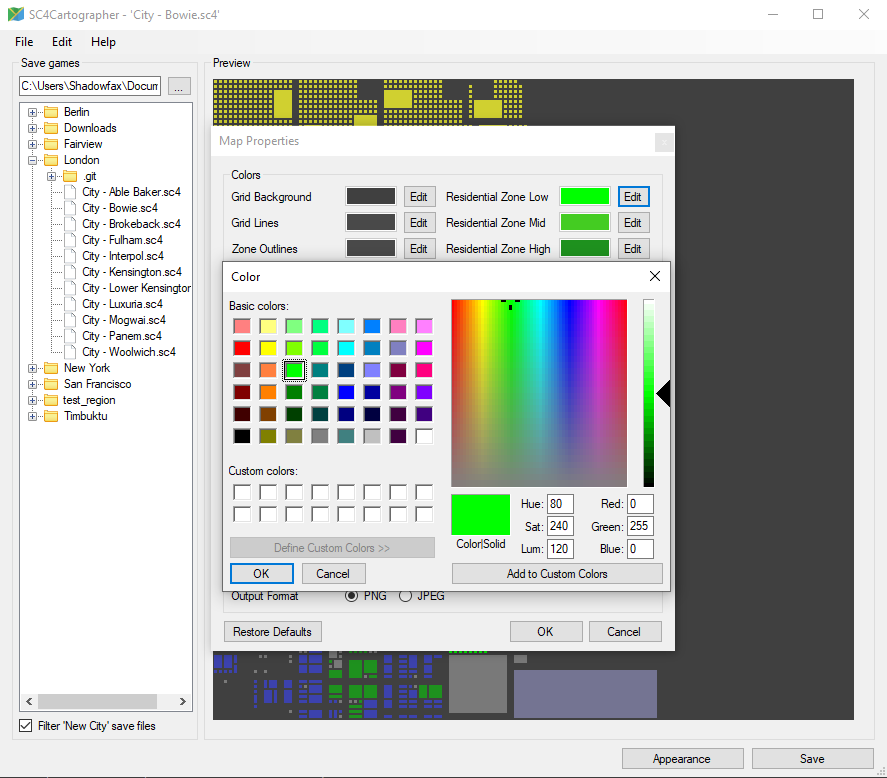 SC4Cartographer - 'City - Bowie.sc4'
File Edit Help
Save games
C:\Users\Shadowfax\Docum
...
Berlin
Downloads
Fairview
London
.git
City - Able Baker.sc4
City - Bowie.sc4
City - Brokeback.sc4
City - Fulham.sc4
City - Interpol.sc4
City - Kensington.sc4
City - Lower Kensington
City - Luxuria.sc4
City - Mogwai.sc4
City - Panem.sc4
City - Woolwich.sc4
New York
San Francisco
test_region
Timbuktu
Filter 'New City' save files
Preview
Map Properties
Colors
Grid Background Edit Residential Zone Low Edit
Grid Lines Edit Residential Zone Mid Edit
Zone Outlines Edit Residential Zone High Edit
Color
Basic colors:
Custom colors:
Define Custom Colors >>
OK Cancel
Color|Solid
Hue: 80 Red: 0
Sat: 240 Green: 255
Lum: 120 Blue: 0
Add to Custom Colors
Output Format PNG JPEG
Restore Defaults OK Cancel
Appearance Save